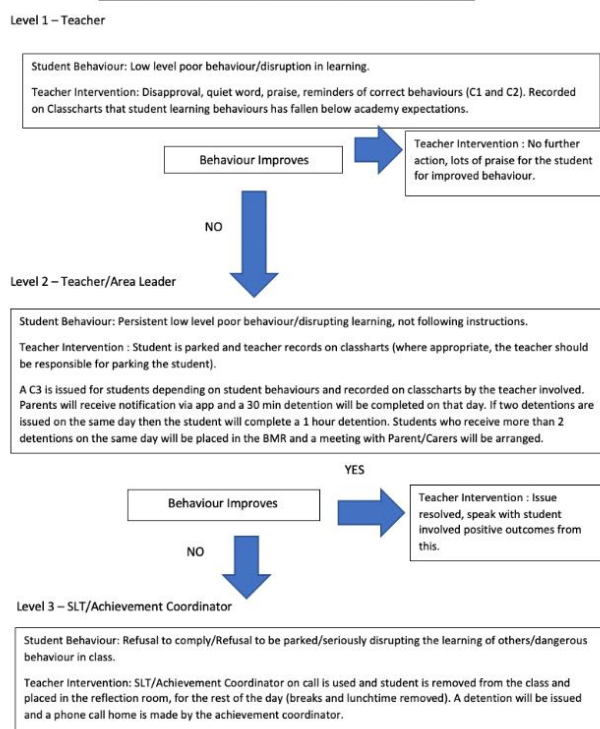 Level 1 – Teacher
Student Behaviour: Low level poor behaviour/disruption in learning.
Teacher Intervention: Disapproval, quiet word, praise, reminders of correct behaviours (C1 and C2). Recorded
on Classcharts that student learning behaviours has fallen below academy expectations.
Behaviour Improves
Teacher Intervention : No further
action, lots of praise for the student
for improved behaviour.
NO
Level 2 – Teacher/Area Leader
Student Behaviour: Persistent low level poor behaviour/disrupting learning, not following instructions.
Teacher Intervention : Student is parked and teacher records on classharts (where appropriate, the teacher should
be responsible for parking the student).
A C3 is issued for students depending on student behaviours and recorded on classcharts by the teacher involved.
Parents will receive notification via app and a 30 min detention will be completed on that day. If two detentions are
issued on the same day then the student will complete a 1 hour detention. Students who receive more than 2
detentions on the same day will be placed in the BMR and a meeting with Parent/Carers will be arranged.
YES
Behaviour Improves
Teacher Intervention : Issue
resolved, speak with student
involved positive outcomes from
this.
NO
Level 3 – SLT/Achievement Coordinator
Student Behaviour: Refusal to comply/Refusal to be parked/seriously disrupting the learning of others/dangerous
behaviour in class.
Teacher Intervention: SLT/Achievement Coordinator on call is used and student is removed from the class and
placed in the reflection room, for the rest of the day (breaks and lunchtime removed). A detention will be issued
and a phone call home is made by the achievement coordinator.